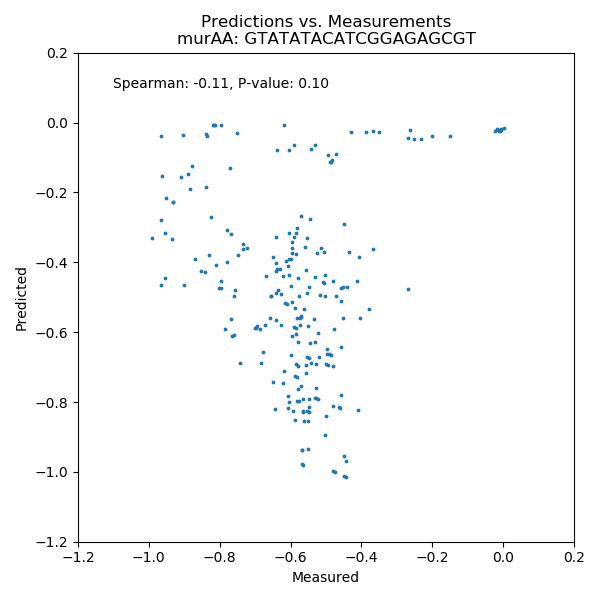 Predictions vs. Measurements
murAA: GTATATACATCGGAGAGCGT
Spearman: -0.11, P-value: 0.10
0.2
0.0
−0.2
−0.4
−0.6
−0.8
−1.0
−1.2
Predicted
−1.2 −1.0 −0.8 −0.6 −0.4 −0.2 0.0 0.2
Measured